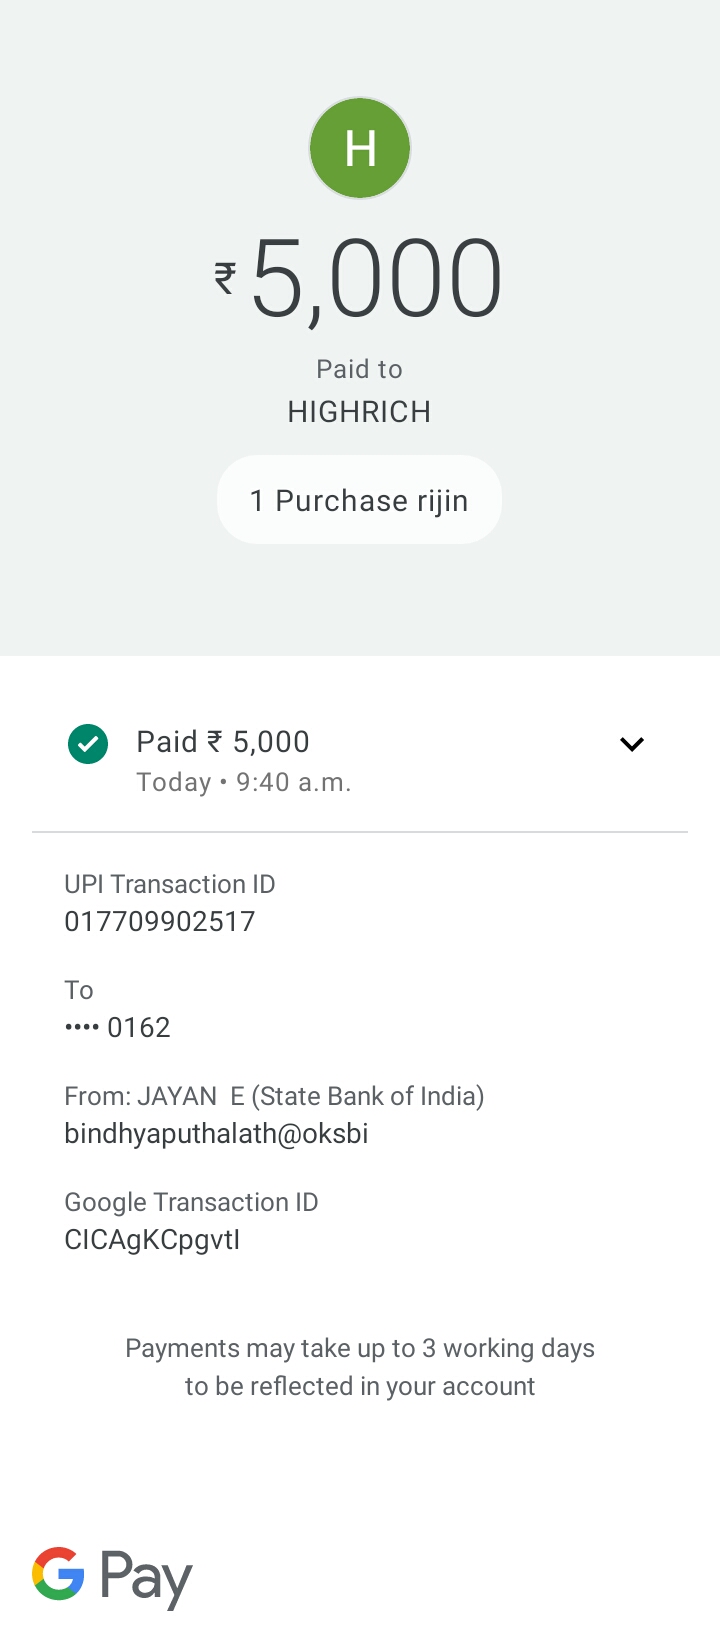 H
₹5,000
Paid to
HIGHRICH
1 Purchase rijin
Paid ₹ 5,000
Today • 9:40 a.m.
UPI Transaction ID
017709902517
To
•••• 0162
From: JAYAN  E (State Bank of India)
bindhyaputhalath@oksbi
Google Transaction ID
CICAgKCpgvtI
Payments may take up to 3 working days
to be reflected in your account
G Pay